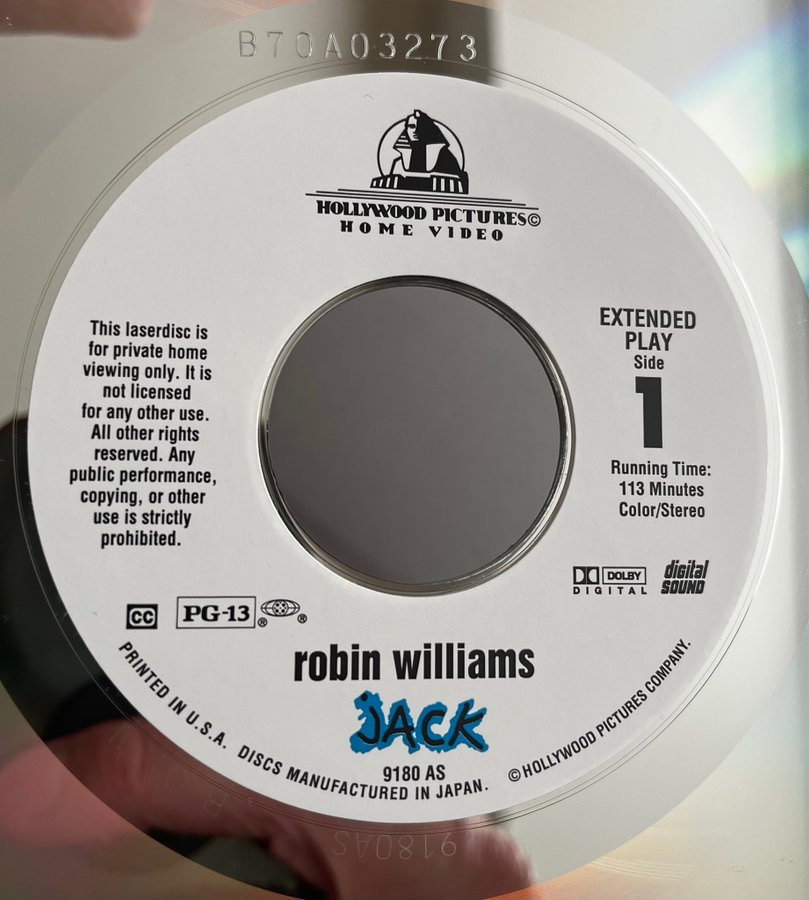 B70A03273
HOLLYWOOD PICTURES©
HOME VIDEO
This laserdisc is
for private home
viewing only. It is
not licensed
for any other use.
All other rights
reserved. Any
public performance,
copying, or other
use is strictly
prohibited.
EXTENDED
PLAY
Side
1
Running Time:
113 Minutes
Color/Stereo
DOLBY
DIGITAL
digital
SOUND
CC
PG-13® ®
robin williams
JACK
9180 AS
PRINTED IN U.S.A. DISCS MANUFACTURED IN JAPAN. ©HOLLYWOOD PICTURES COMPANY.
9180AS